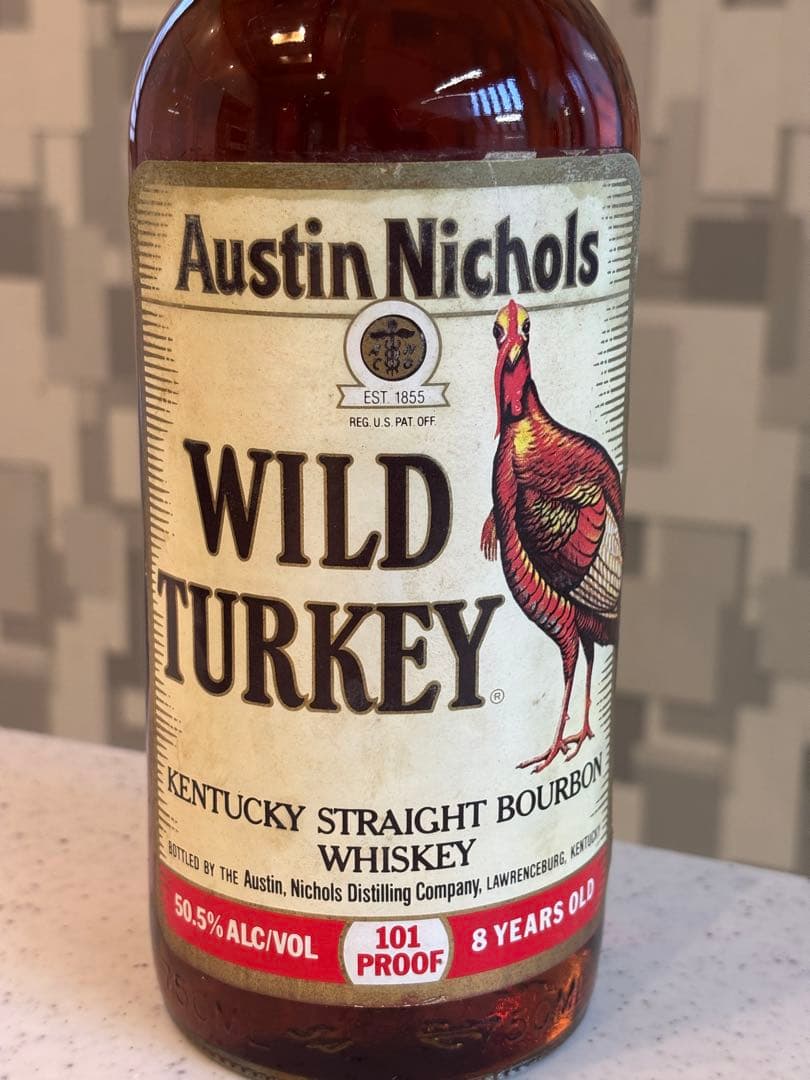 Austin Nichols
EST. 1855
REG. U.S. PAT. OFF.
WILD
TURKEY®
KENTUCKY STRAIGHT BOURBON
WHISKEY
BOTTLED BY THE Austin, Nichols Distilling Company, LAWRENCEBURG, KENTUCKY
50.5% ALC/VOL
101
PROOF
8 YEARS OLD